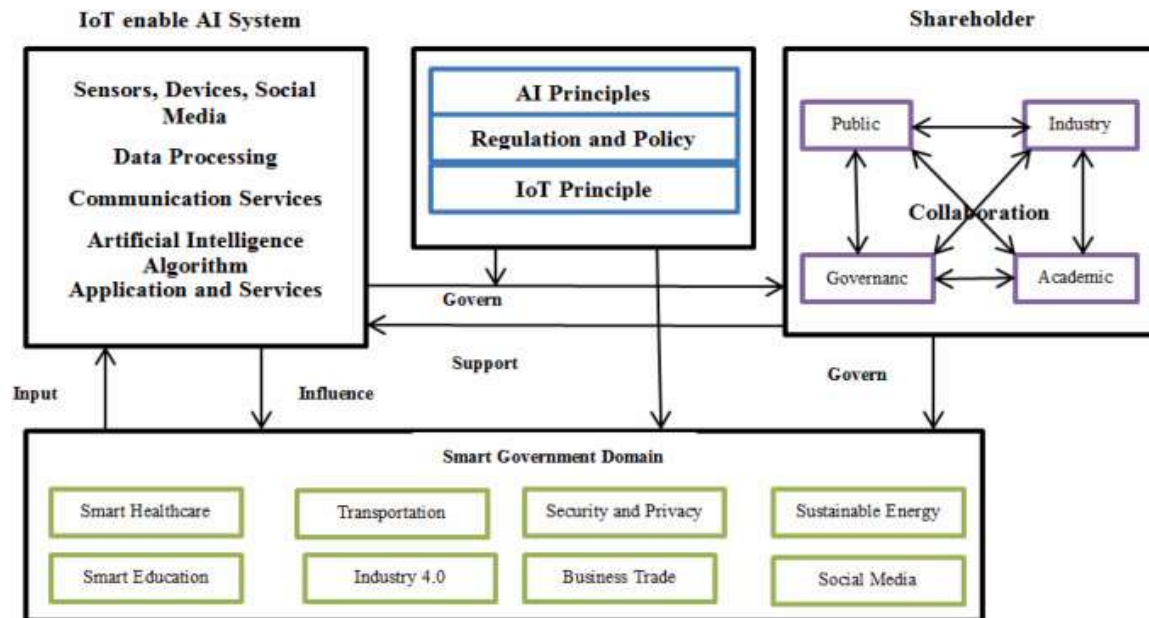 IoT enable AI System
Shareholder
Sensors, Devices, Social
Media
Data Processing
Communication Services
Artificial Intelligence
Algorithm
Application and Services
AI Principles
Regulation and Policy
IoT Principle
Public
Industry
Collaboration
Governanc
Academic
Govern
Support
Govern
Input
Influence
Smart Government Domain
Smart Healthcare
Transportation
Security and Privacy
Sustainable Energy
Smart Education
Industry 4.0
Business Trade
Social Media